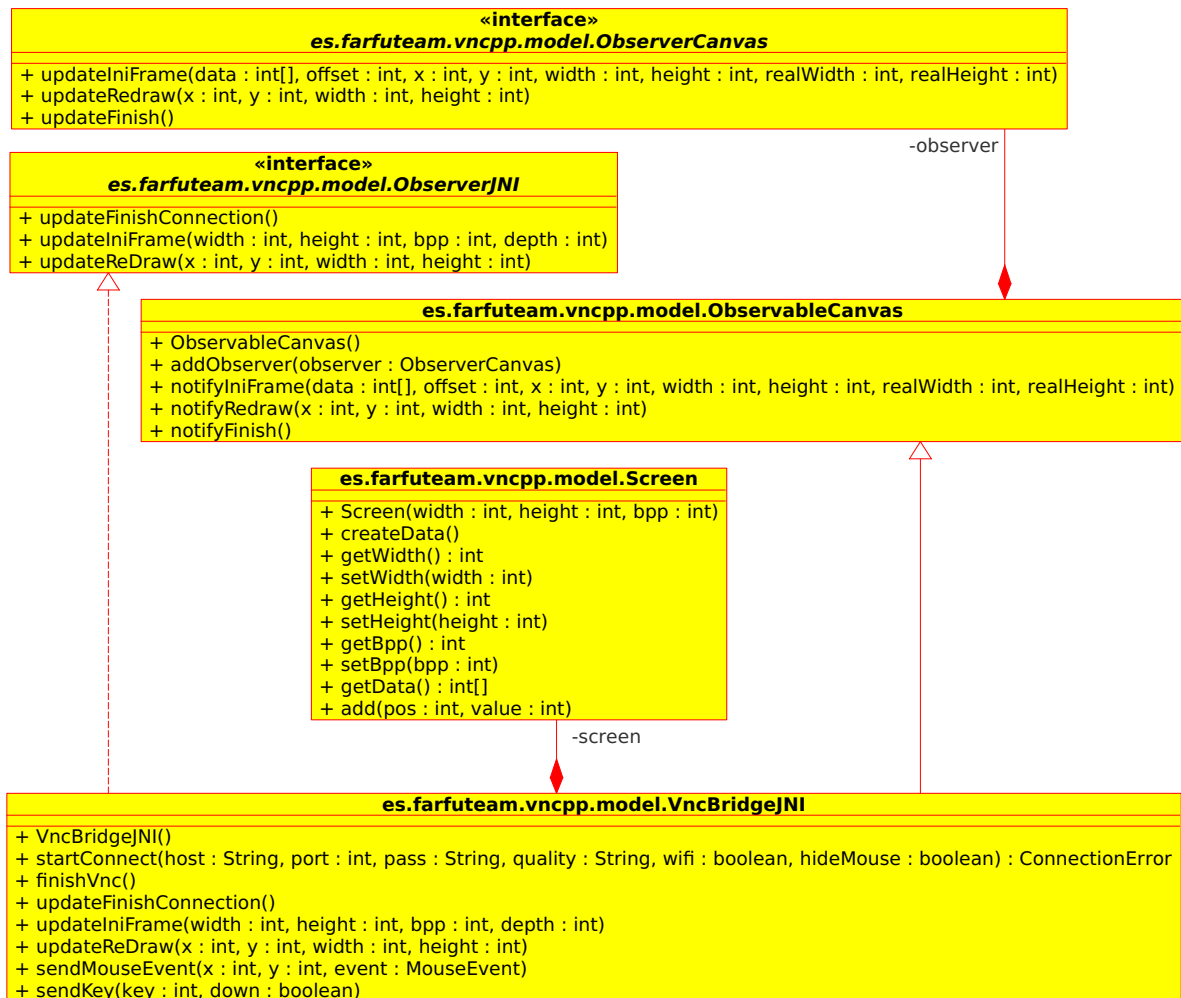 «interface»
es.farfuteam.vncpp.model.ObserverCanvas
+ updateIniFrame(data : int[], offset : int, x : int, y : int, width : int, height : int, realWidth : int, realHeight : int)
+ updateRedraw(x : int, y : int, width : int, height : int)
+ updateFinish()
-observer
«interface»
es.farfuteam.vncpp.model.ObserverJNI
+ updateFinishConnection()
+ updateIniFrame(width : int, height : int, bpp : int, depth : int)
+ updateReDraw(x : int, y : int, width : int, height : int)
es.farfuteam.vncpp.model.ObservableCanvas
+ ObservableCanvas()
+ addObserver(observer : ObserverCanvas)
+ notifyIniFrame(data : int[], offset : int, x : int, y : int, width : int, height : int, realWidth : int, realHeight : int)
+ notifyRedraw(x : int, y : int, width : int, height : int)
+ notifyFinish()
es.farfuteam.vncpp.model.Screen
+ Screen(width : int, height : int, bpp : int)
+ createData()
+ getWidth() : int
+ setWidth(width : int)
+ getHeight() : int
+ setHeight(height : int)
+ getBpp() : int
+ setBpp(bpp : int)
+ getData() : int[]
+ add(pos : int, value : int)
-screen
es.farfuteam.vncpp.model.VncBridgeJNI
+ VncBridgeJNI()
+ startConnect(host : String, port : int, pass : String, quality : String, wifi : boolean, hideMouse : boolean) : ConnectionError
+ finishVnc()
+ updateFinishConnection()
+ updateIniFrame(width : int, height : int, bpp : int, depth : int)
+ updateReDraw(x : int, y : int, width : int, height : int)
+ sendMouseEvent(x : int, y : int, event : MouseEvent)
+ sendKey(key : int, down : boolean)